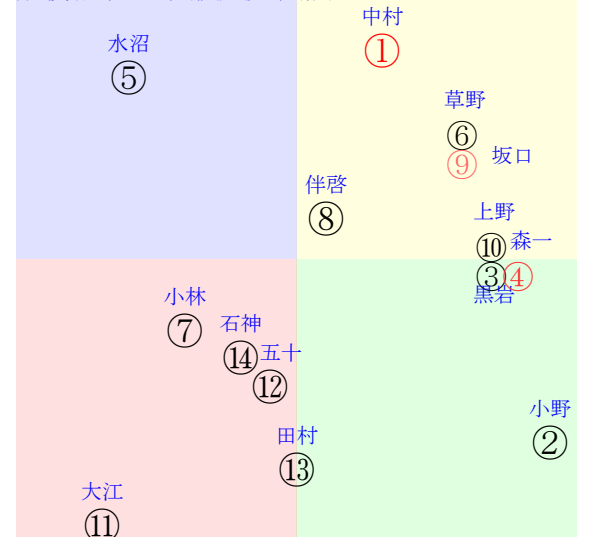 中村
①
水沼
⑤
草野
⑥
坂口
⑨
伴啓
⑧
上野
⑩
森一
③
④
黒岩
小林
⑦
石神
⑭
五十
⑫
小野
②
田村
⑬
大江
⑪